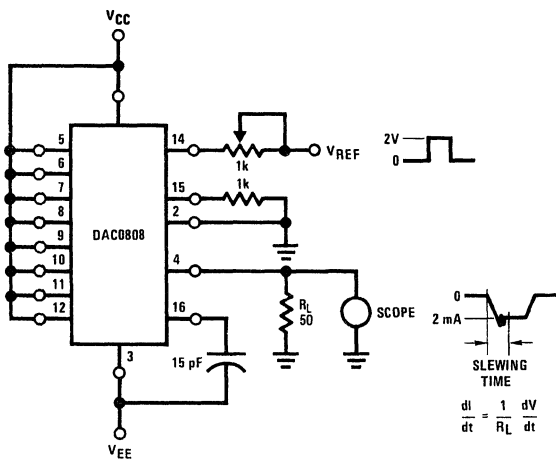 VCC
5
6
7
8
9
10
11
12
DAC0808
14
15
2
4
16
3
1k
1k
VREF
2V
0
RL
50
SCOPE
15 pF
VEE
0
2 mA
SLEWING
TIME
dI/dt = 1/RL dV/dt